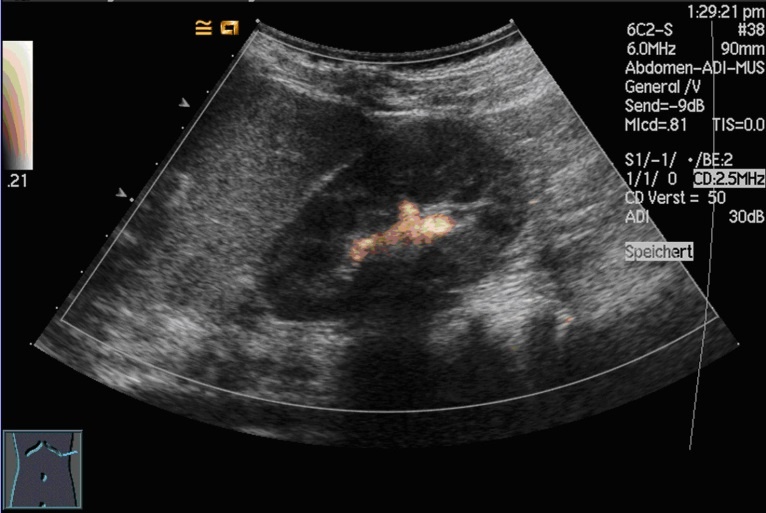 1:29:21 pm
6C2-S #38
6.0MHz 90mm
Abdomen-ADI-MUS
General /V
Send=-9dB
MIcd=.81 TIS=0.0
S1/-1/ •/BE:2
1/1/ 0 CD:2.5MHz
CD Verst = 50
ADI 30dB
Speichert
.21